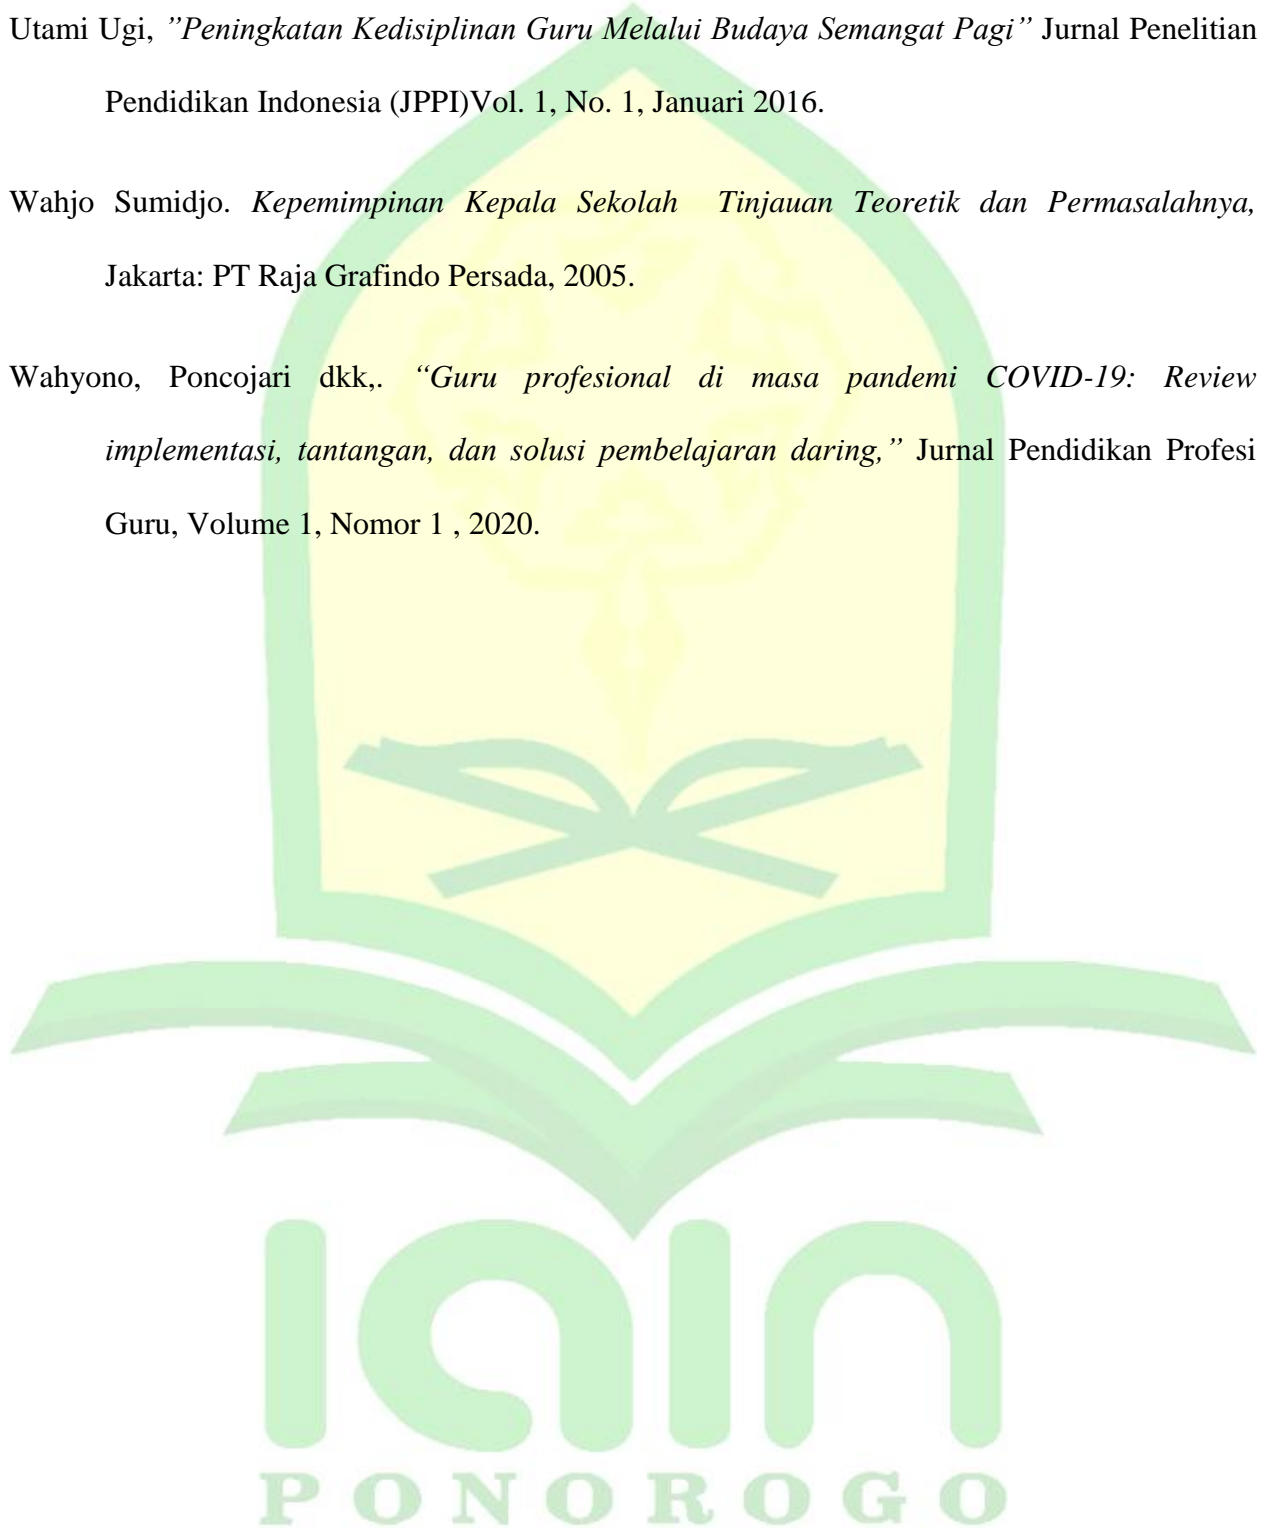 Utami Ugi, ”Peningkatan Kedisiplinan Guru Melalui Budaya Semangat Pagi” Jurnal Penelitian
Pendidikan Indonesia (JPPI)Vol. 1, No. 1, Januari 2016.
Wahjo Sumidjo. Kepemimpinan Kepala Sekolah Tinjauan Teoretik dan Permasalahnya,
Jakarta: PT Raja Grafindo Persada, 2005.
Wahyono, Poncojari dkk,. “Guru profesional di masa pandemi COVID-19: Review
implementasi, tantangan, dan solusi pembelajaran daring,” Jurnal Pendidikan Profesi
Guru, Volume 1, Nomor 1 , 2020.
iain
PONOROGO